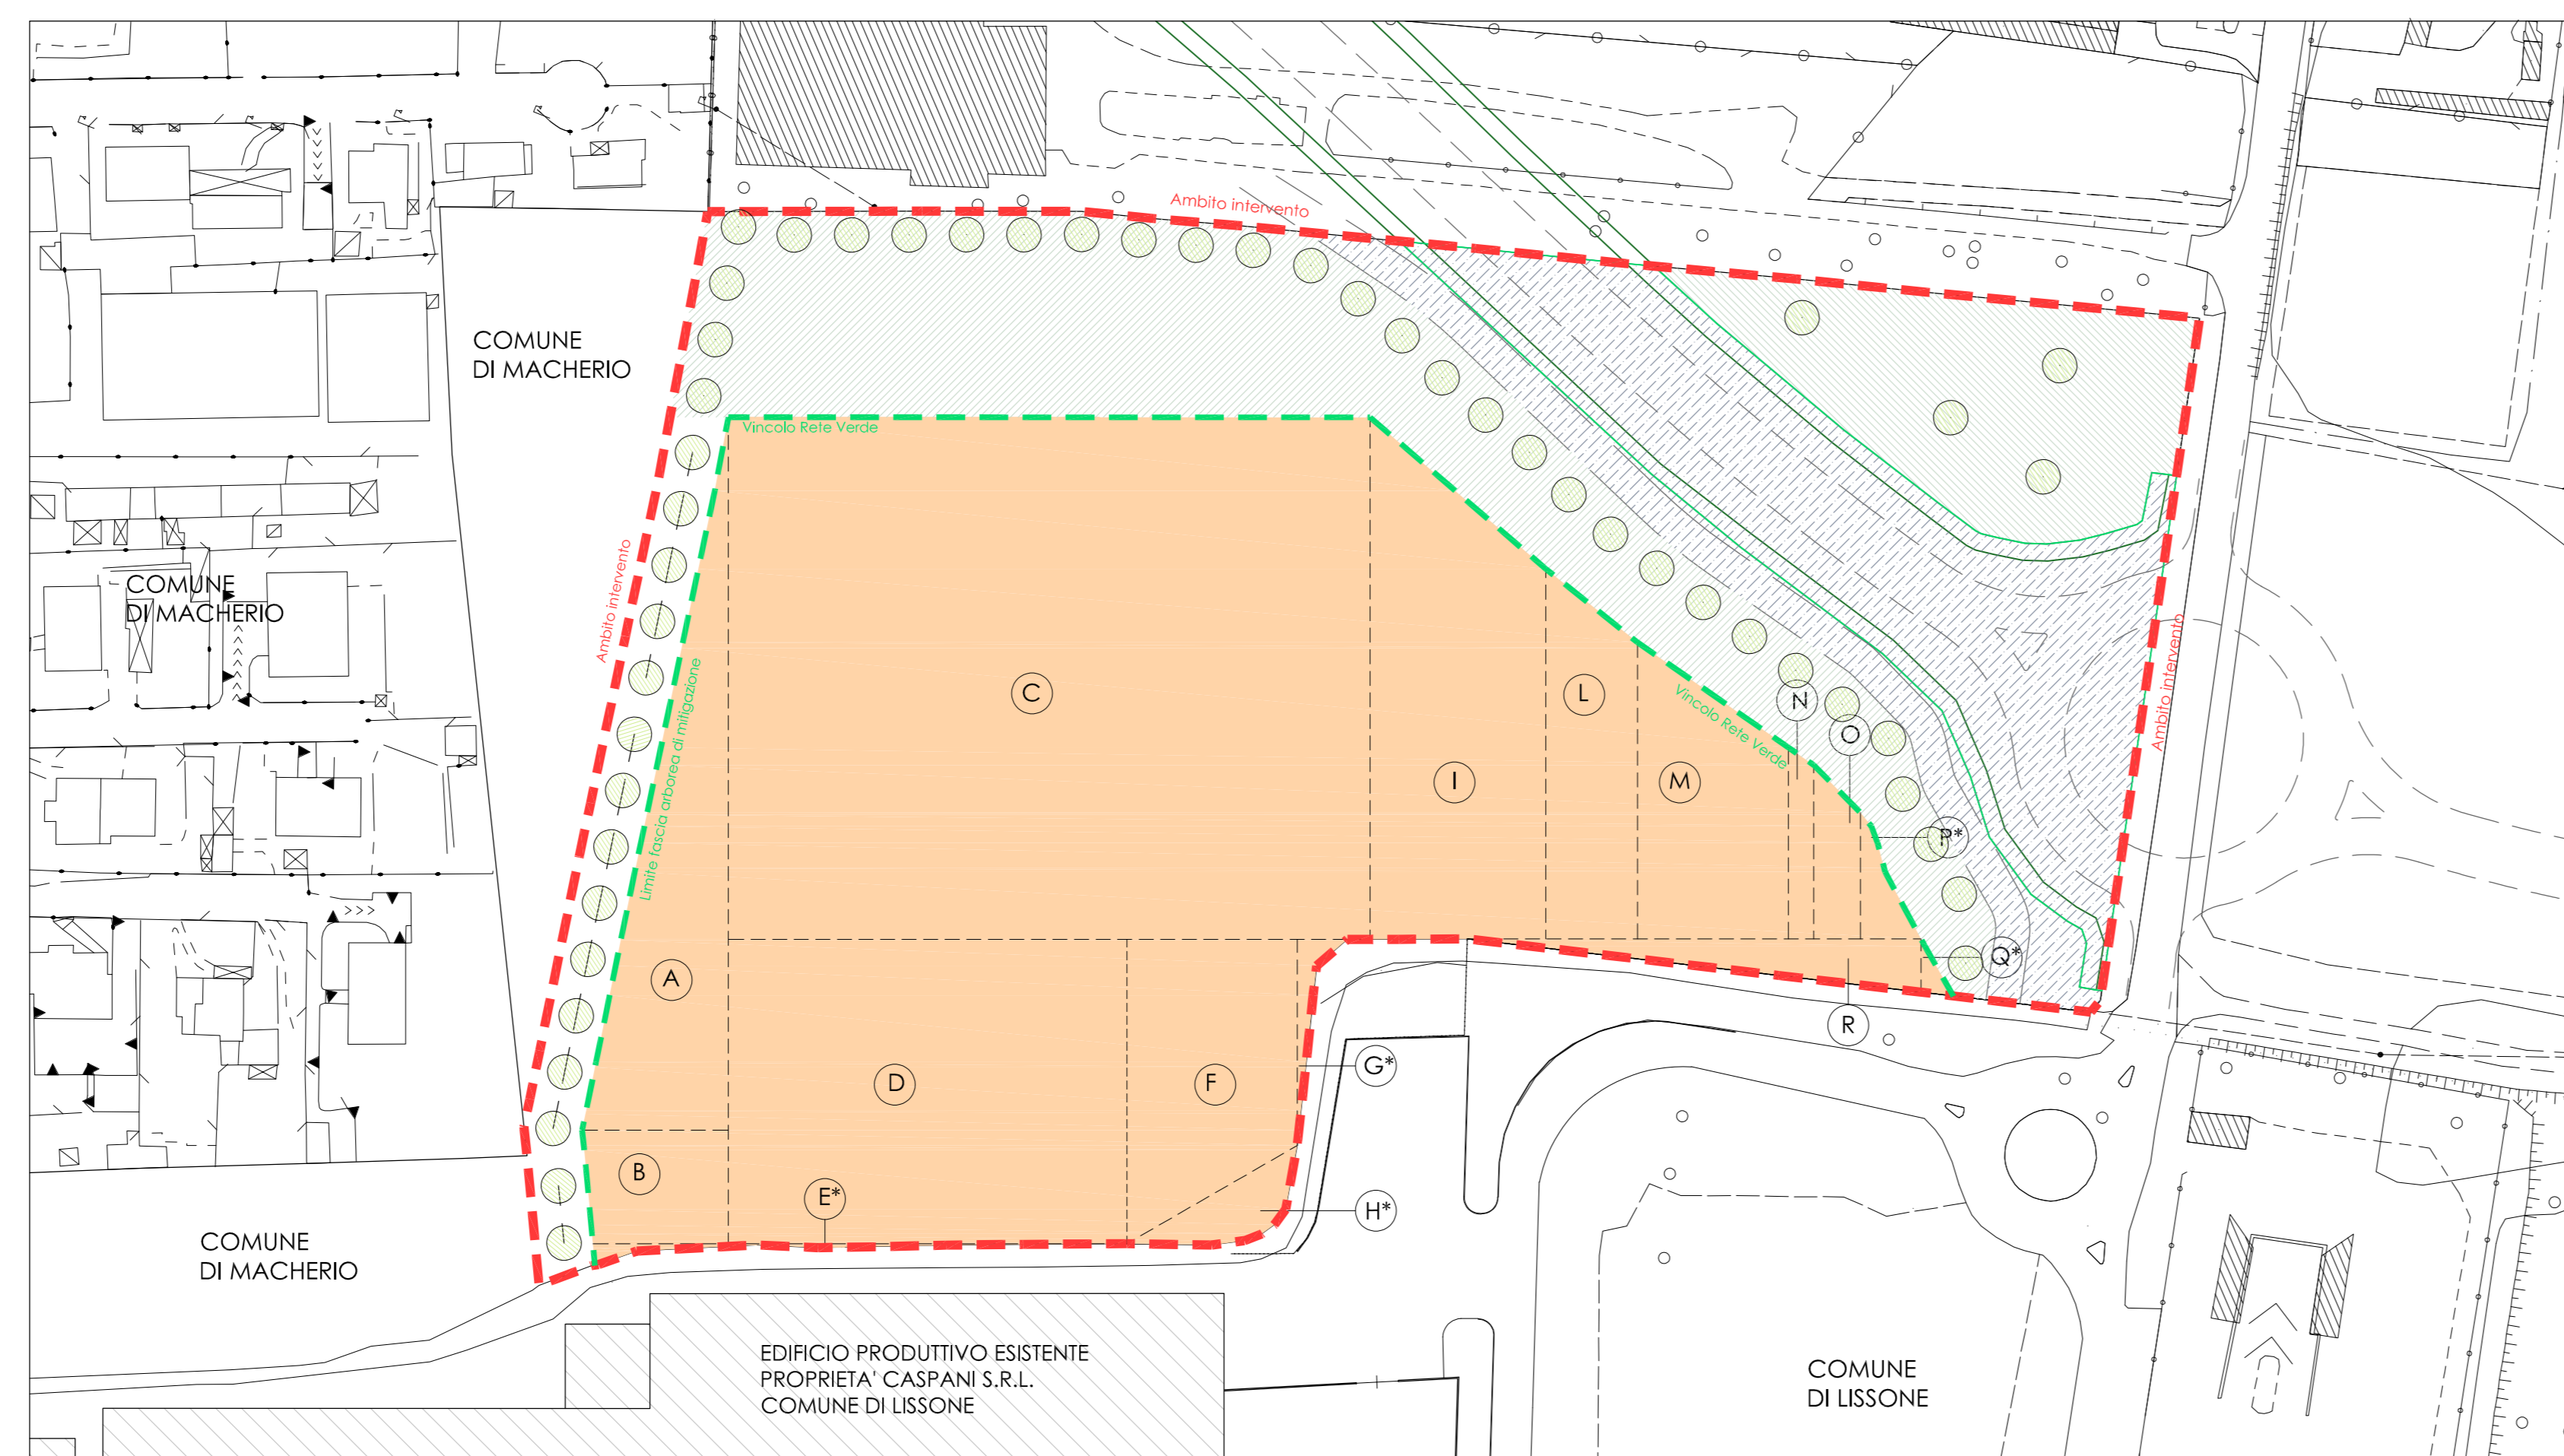 Ambito intervento
COMUNE
DI MACHERIO
Vincolo Rete Verde
Ambito intervento
COMUNE
DI MACHERIO
Limite fascia arborea di mitigazione
Ambito intervento
C
L
N
Vincolo Rete Verde
O
I
M
P*
A
Q*
R
D
F
G*
B
E*
H*
COMUNE
DI MACHERIO
EDIFICIO PRODUTTIVO ESISTENTE
PROPRIETA' CASPANI S.R.L.
COMUNE DI LISSONE
COMUNE
DI LISSONE